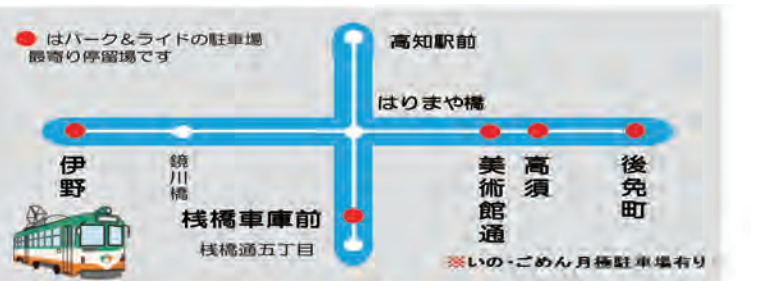 ●はパーク&ライドの駐車場
最寄り停留場です
高知駅前
はりまや橋
伊野
鏡川橋
美術館通
高須
後免町
桟橋車庫前
桟橋通五丁目
※いの・ごめん月極駐車場有り